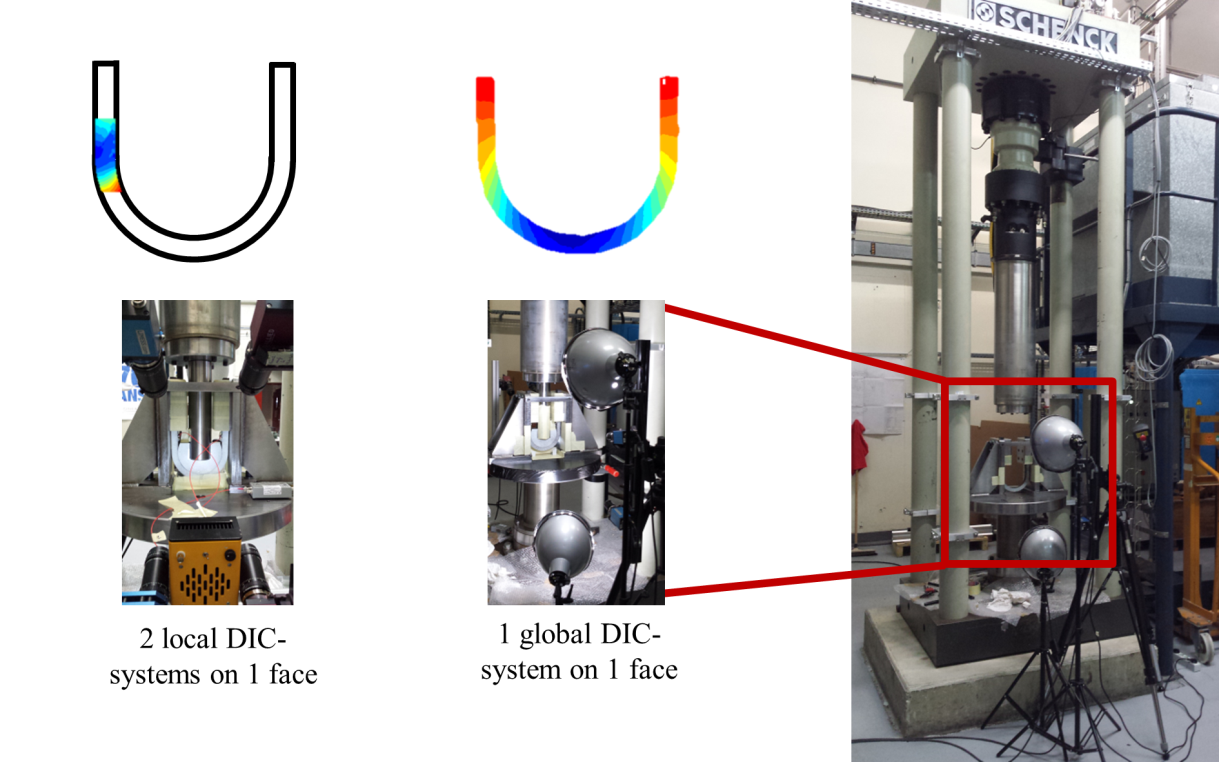 SCHENCK
2 local DIC-
systems on 1 face
1 global DIC-
system on 1 face